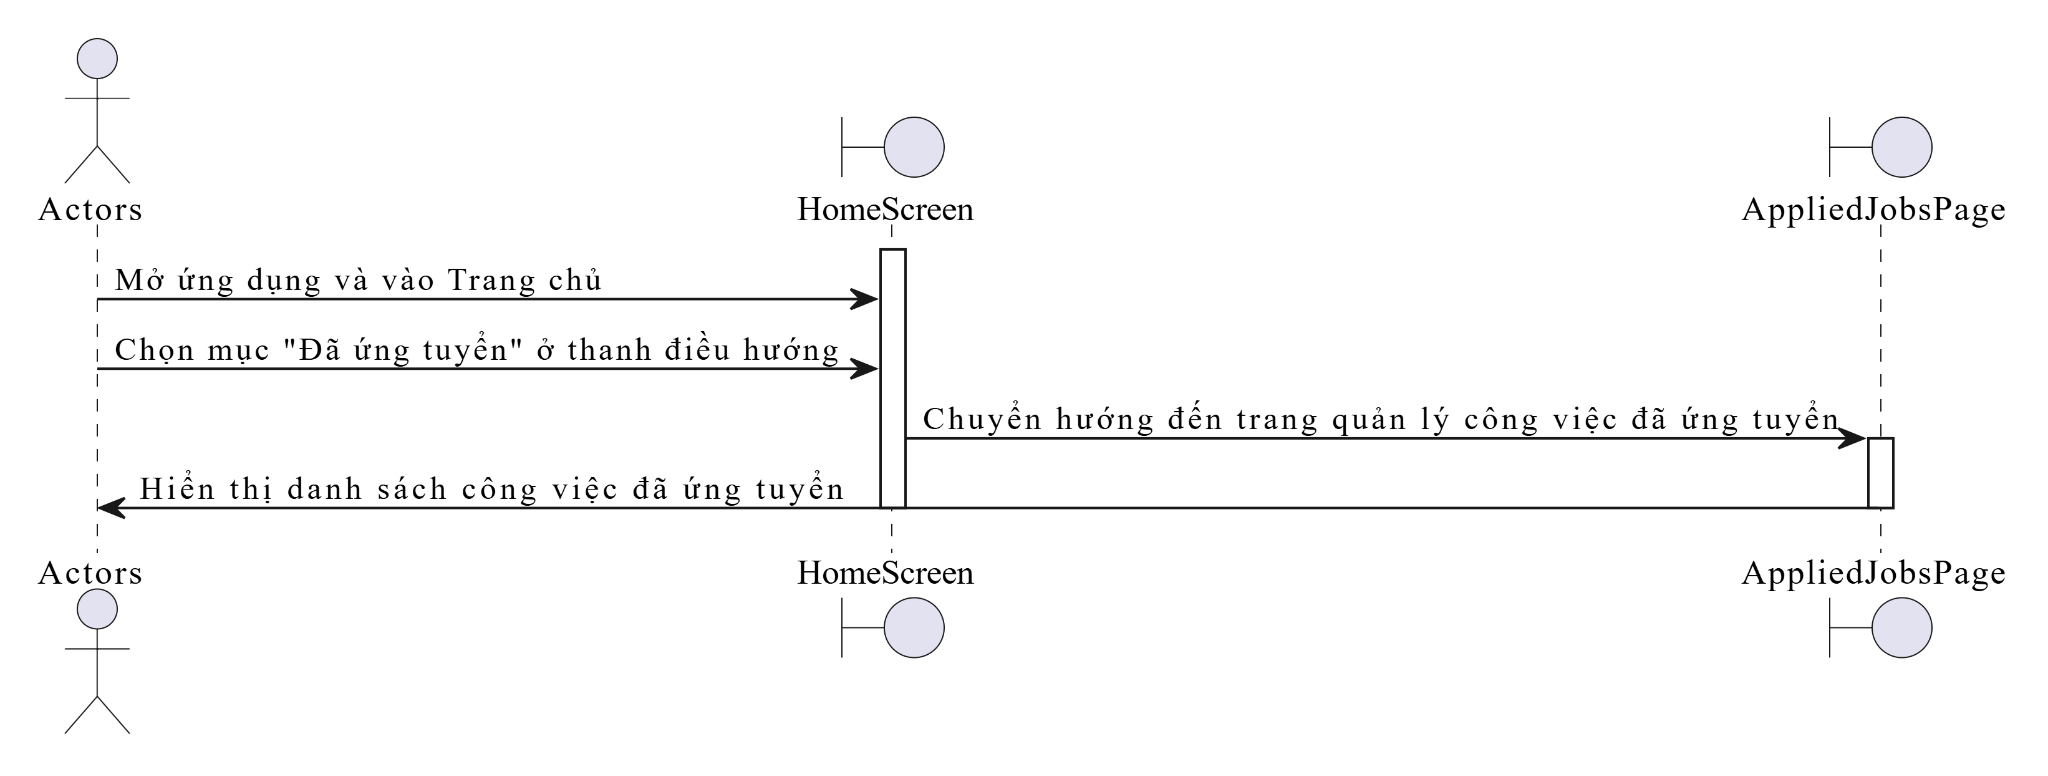 Actors
HomeScreen
AppliedJobsPage
Mở ứng dụng và vào Trang chủ
Chọn mục "Đã ứng tuyển" ở thanh điều hướng
Chuyển hướng đến trang quản lý công việc đã ứng tuyển
Hiển thị danh sách công việc đã ứng tuyển
Actors
HomeScreen
AppliedJobsPage